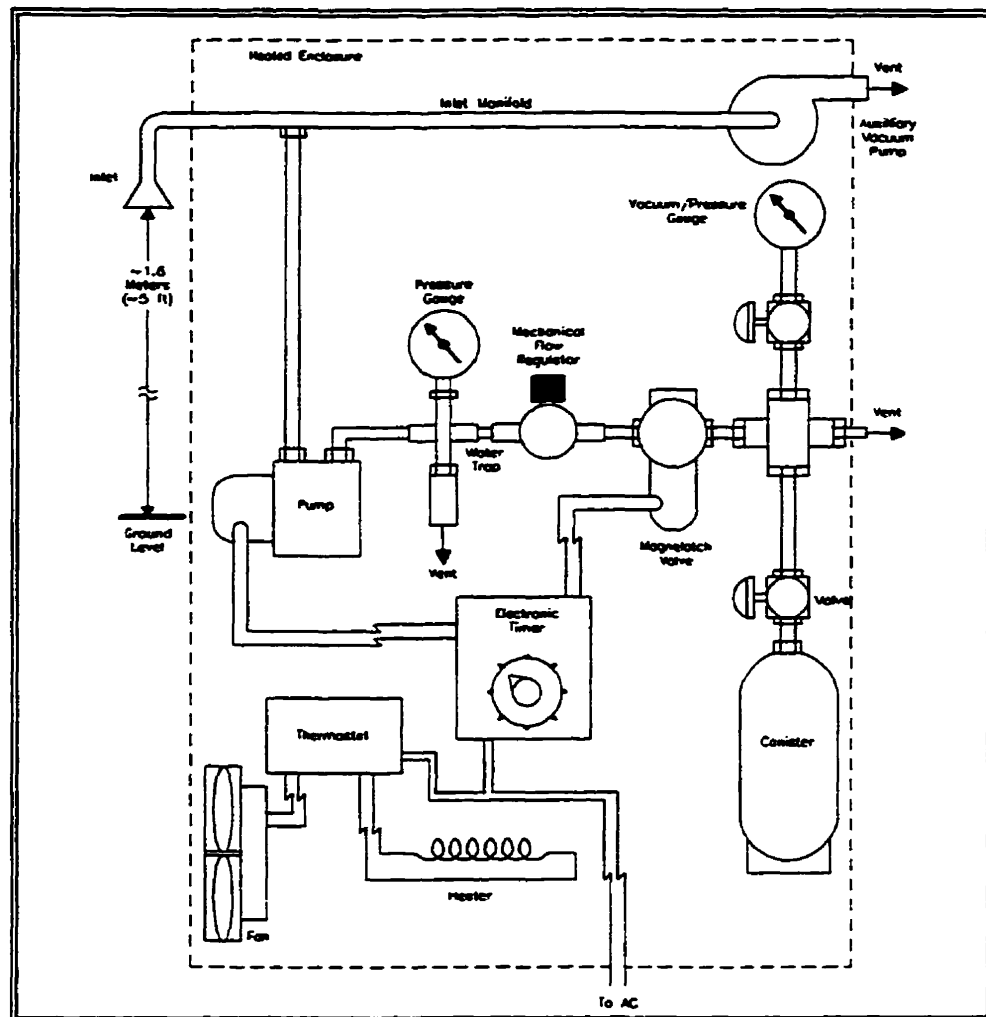 Heated Enclosure
Vent
Inlet Manifold
Auxilliary
Vacuum
Pump
Inlet
Vacuum/Pressure
Gauge
~1.6
Meters
(~5 ft)
Pressure
Gauge
Mechanical
Flow
Regulator
Vent
Water
Trap
Pump
Ground
Level
Vent
Magnelatch
Valve
Electronic
Timer
Valve
Thermostat
Canister
Heater
Fan
To AC